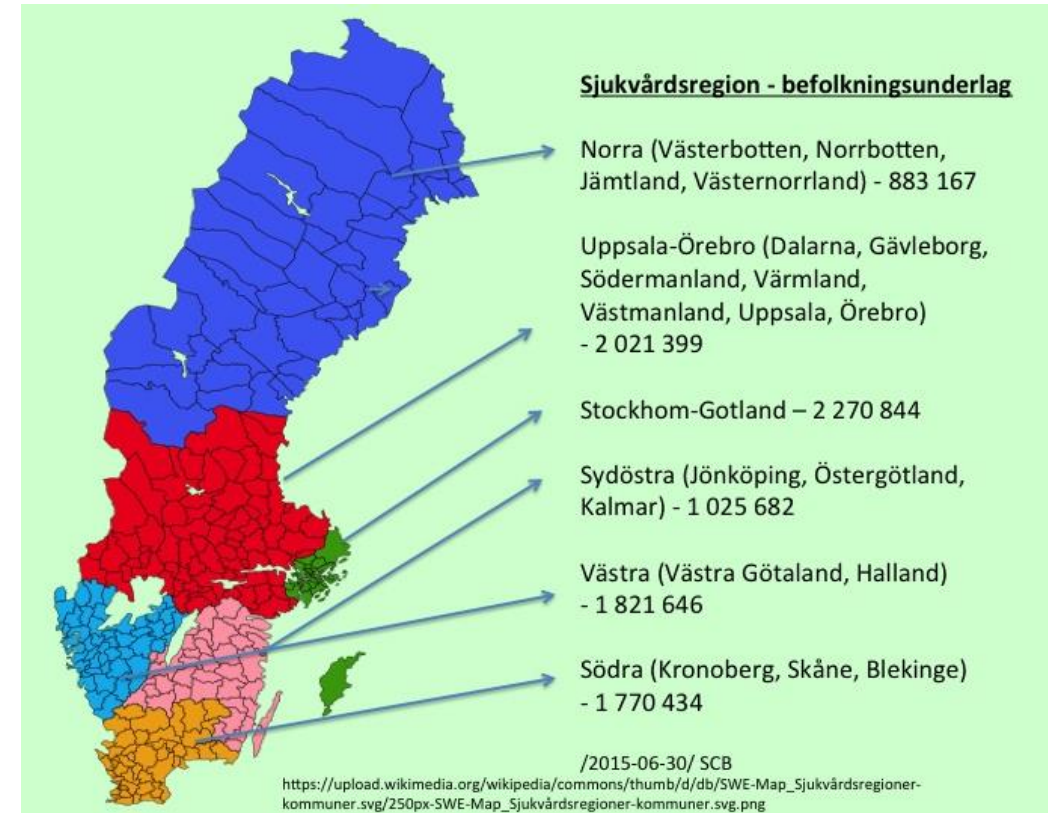 Sjukvårdsregion - befolkningsunderlag
Norra (Västerbotten, Norrbotten,
Jämtland, Västernorrland) - 883 167
Uppsala-Örebro (Dalarna, Gävleborg,
Södermanland, Värmland,
Västmanland, Uppsala, Örebro)
- 2 021 399
Stockhom-Gotland – 2 270 844
Sydöstra (Jönköping, Östergötland,
Kalmar) - 1 025 682
Västra (Västra Götaland, Halland)
- 1 821 646
Södra (Kronoberg, Skåne, Blekinge)
- 1 770 434
/2015-06-30/ SCB
https://upload.wikimedia.org/wikipedia/commons/thumb/d/db/SWE-Map_Sjukvårdsregioner-
kommuner.svg/250px-SWE-Map_Sjukvårdsregioner-kommuner.svg.png